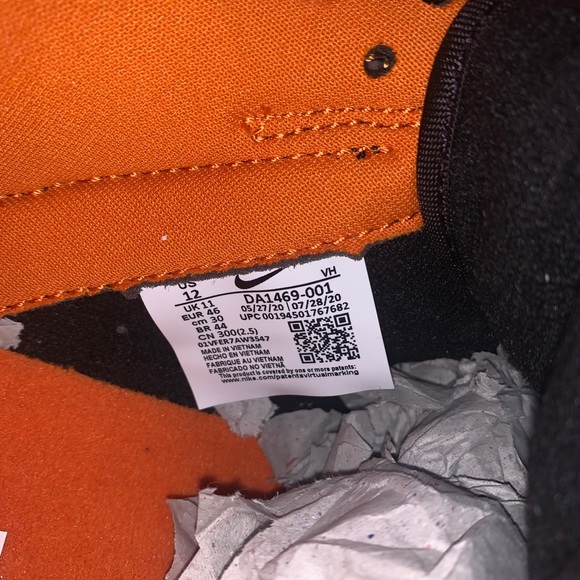 US
12
UK 11
EUR 46
cm 30
BR 44
CN 300(2.5)
VH
DA1469-001
05/27/20 07/28/20
UPC 00194501767682
01VFER7AW3547
MADE IN VIETNAM
HECHO EN VIETNAM
FABRIQUE AU VIETNAM
FABRICADO NO VIETNÃ
This product is covered by one or more patents:
www.nike.com/patentsvirtualmarking